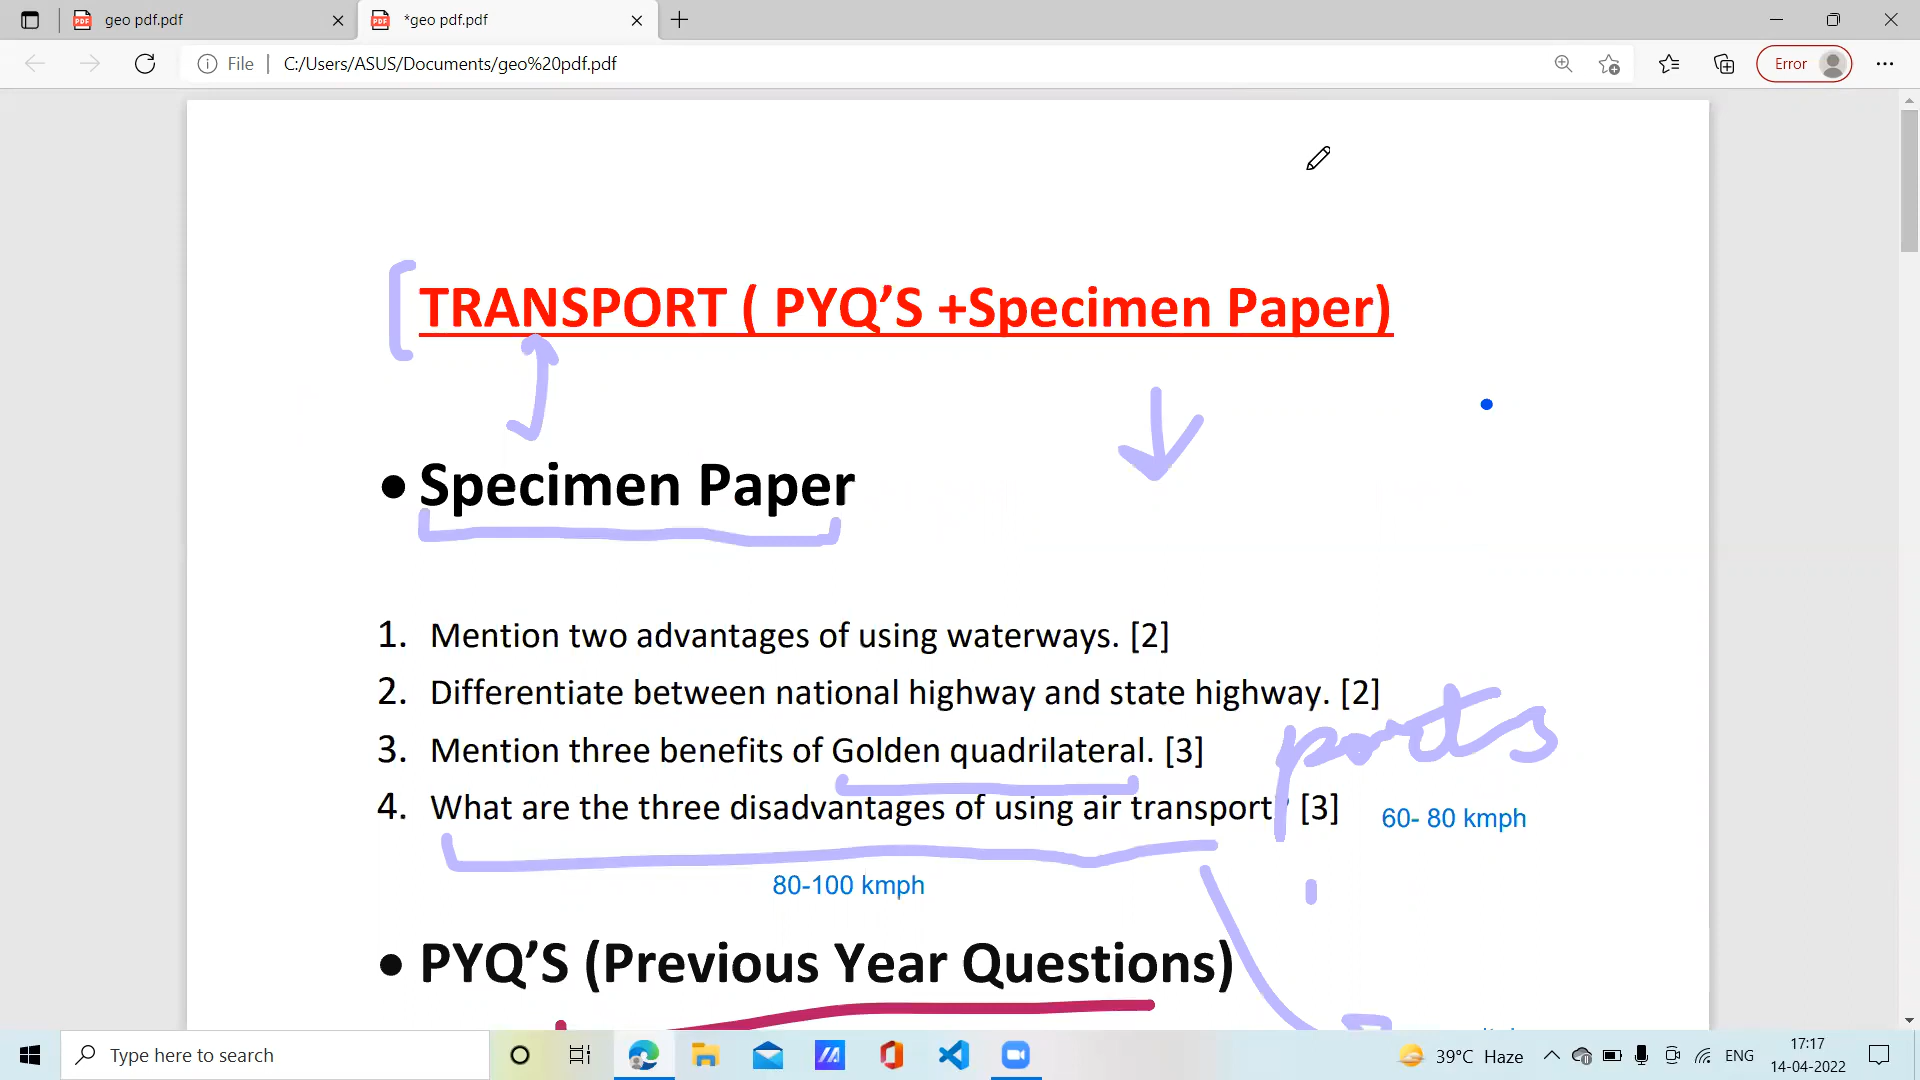 geo pdf.pdf
*geo pdf.pdf
File
C:/Users/ASUS/Documents/geo%20pdf.pdf
Error
TRANSPORT ( PYQ’S +Specimen Paper)
• Specimen Paper
1. Mention two advantages of using waterways. [2]
2. Differentiate between national highway and state highway. [2]
3. Mention three benefits of Golden quadrilateral. [3]
ports
4. What are the three disadvantages of using air transport? [3]
60- 80 kmph
80-100 kmph
• PYQ’S (Previous Year Questions)
Type here to search
39°C Haze
ENG
17:17
14-04-2022